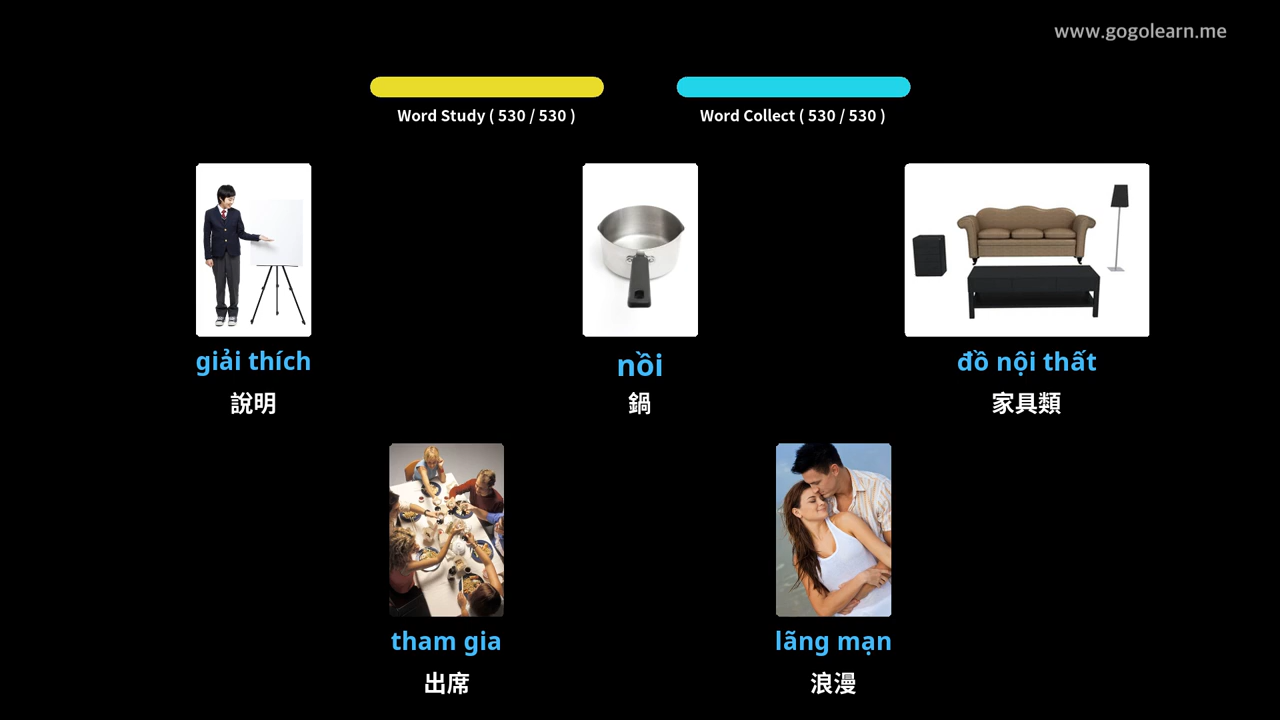 www.gogolearn.me
Word Study ( 530 / 530 )
Word Collect ( 530 / 530 )
giải thích
說明
nồi
鍋
đồ nội thất
家具類
tham gia
出席
lãng mạn
浪漫